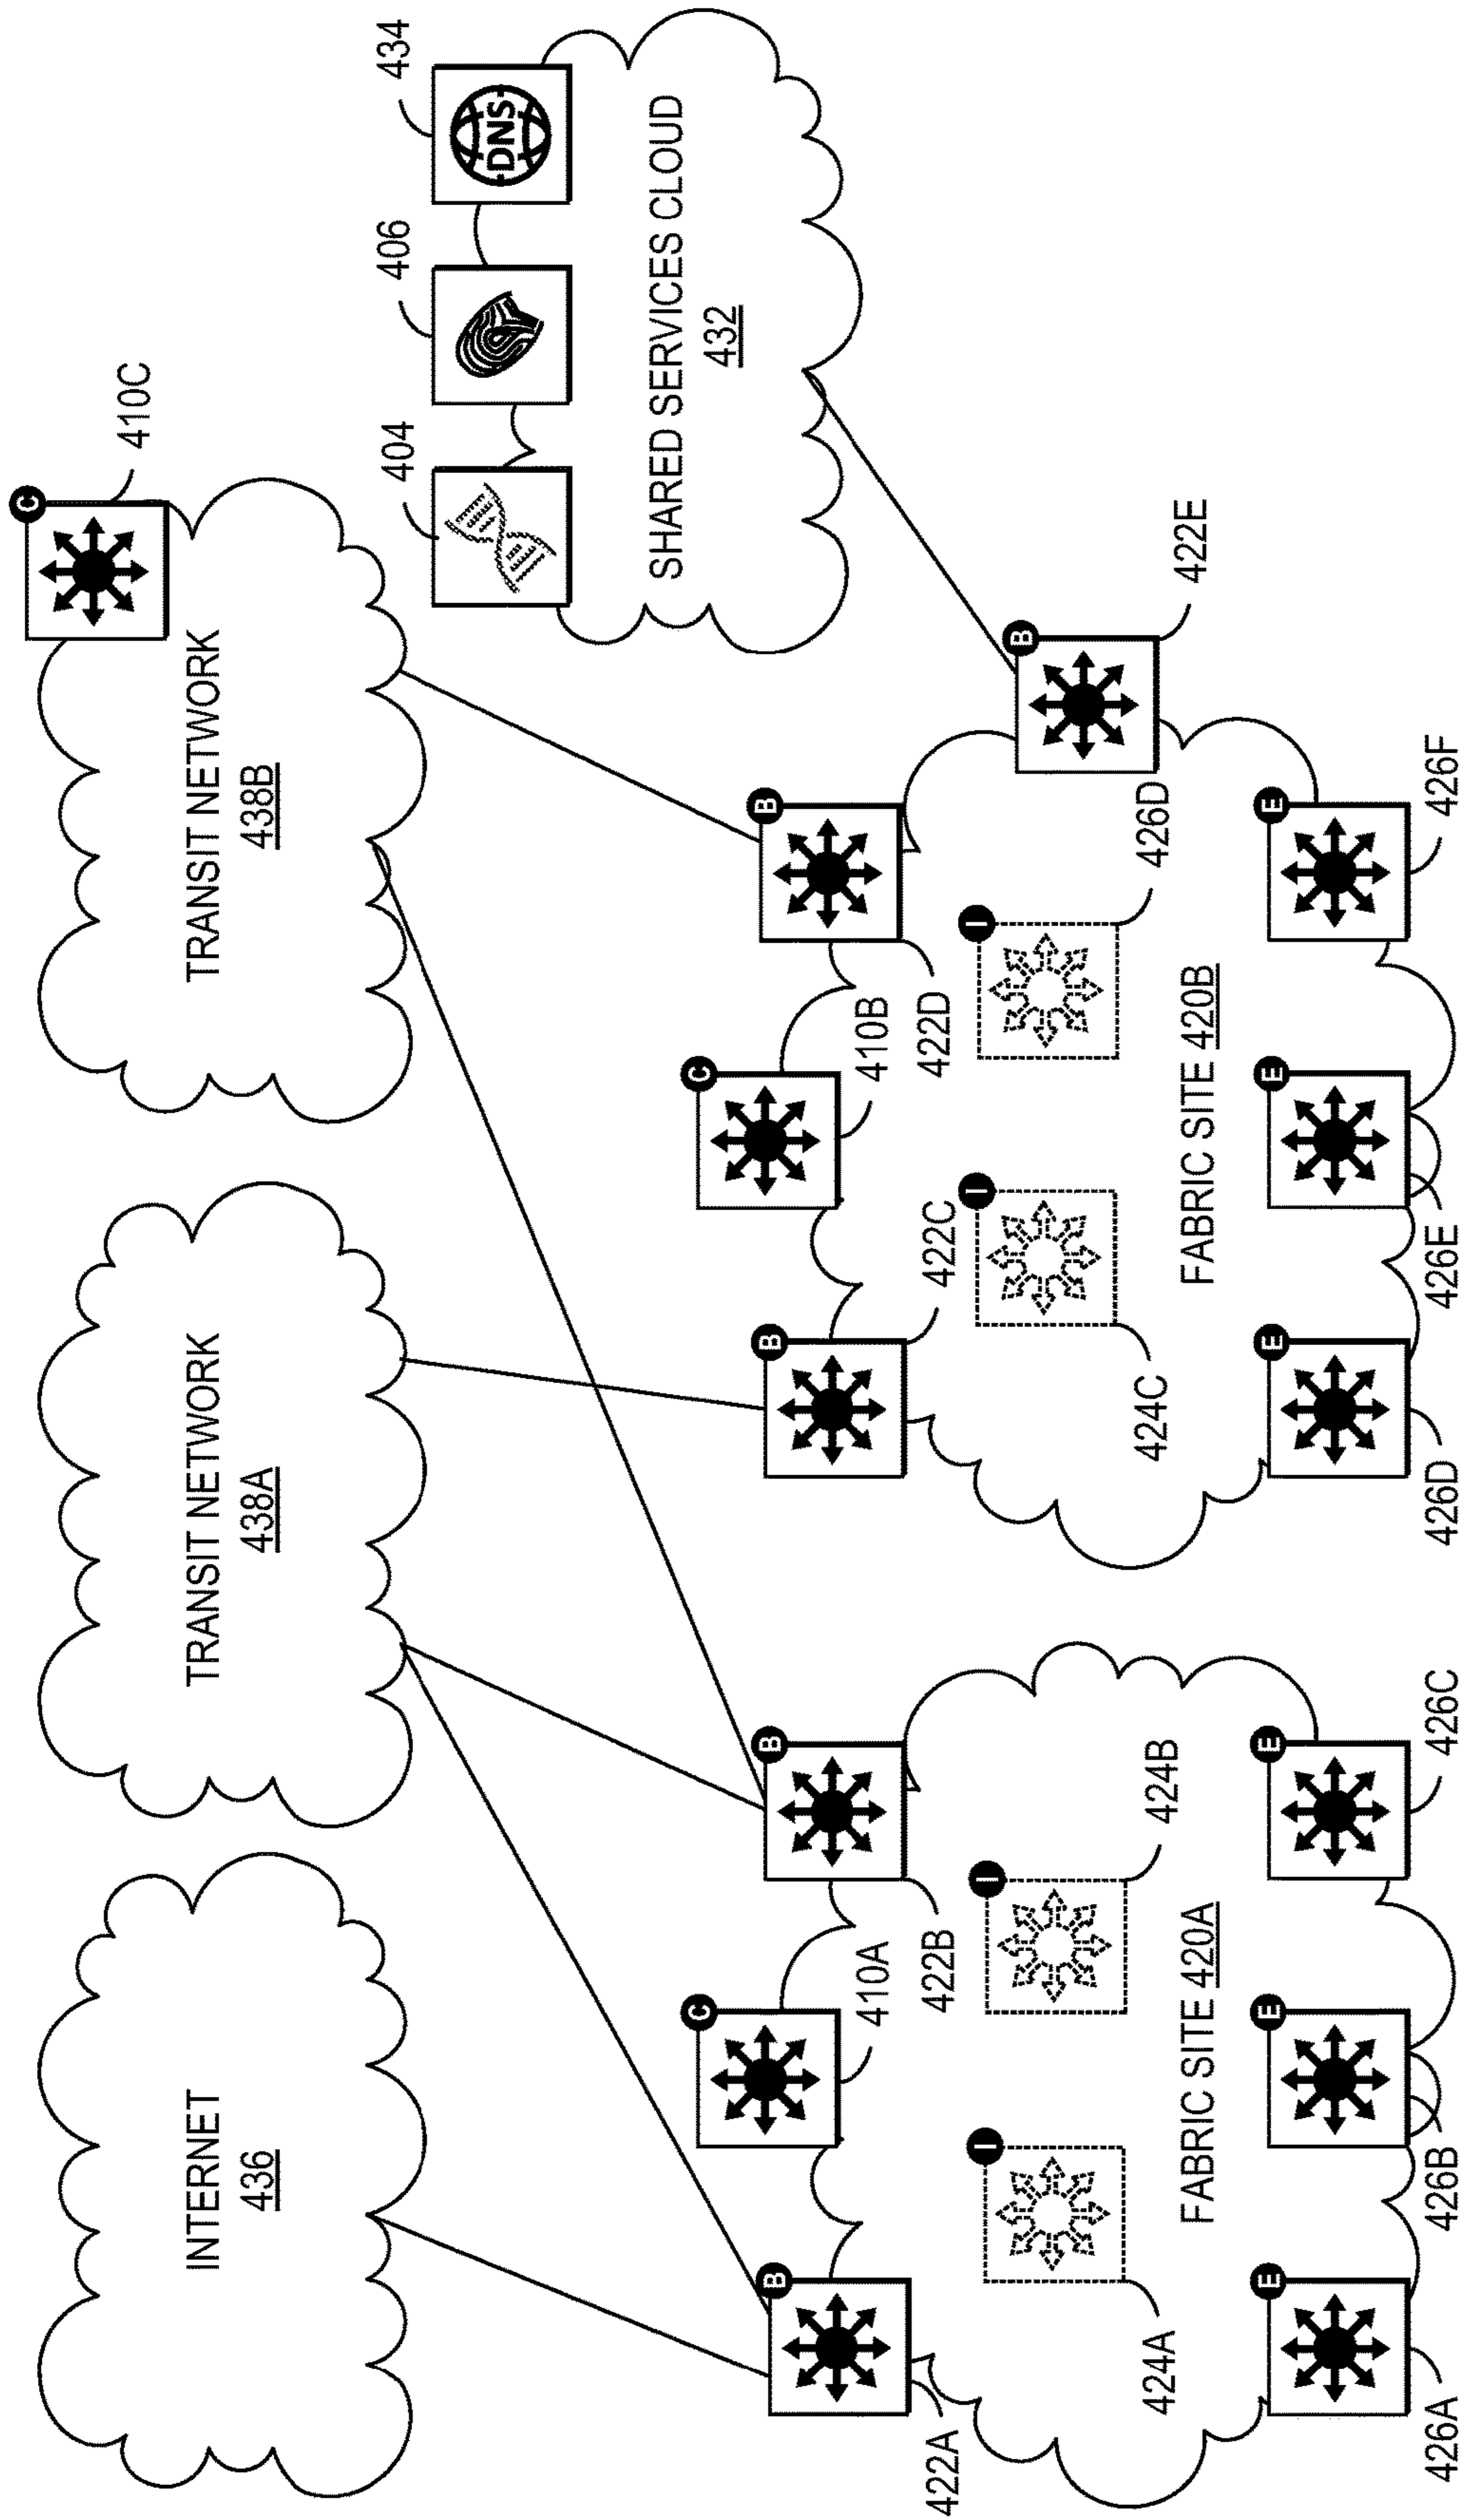 INTERNET
436
TRANSIT NETWORK
438A
TRANSIT NETWORK
438B
C
410C
404
406
434
DNS
SHARED SERVICES CLOUD
432
B
422A
C
410A
B
422B
B
422C
C
410B
B
422D
B
422E
I
424A
I
424B
I
424C
I
426D
FABRIC SITE 420A
FABRIC SITE 420B
E
426A
E
426B
E
426C
E
426D
E
426E
E
426F